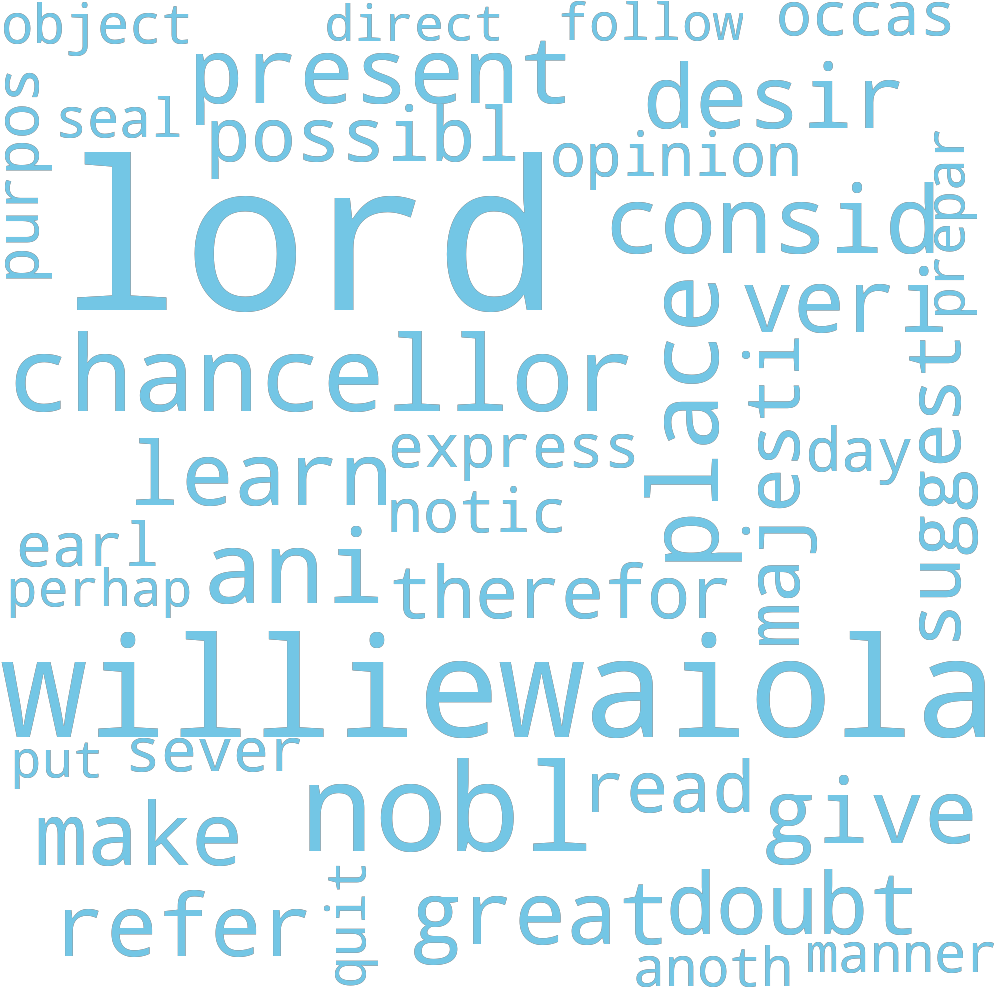 object
direct
follow
occas
present
desir
purpos
seal
possibl
opinion
prepar
lord
consid
place
veri
chancellor
majesti
suggest
learn
express
day
notic
earl
ani
perhap
therefor
williewaiola
put
sever
nobl
read
give
make
refer
quit
great
doubt
anoth
manner